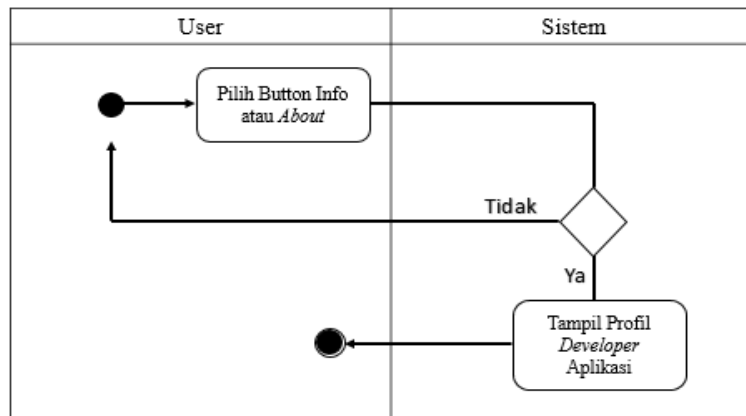 User
Sistem
Pilih Button Info
atau About
Tidak
Ya
Tampil Profil
Developer
Aplikasi